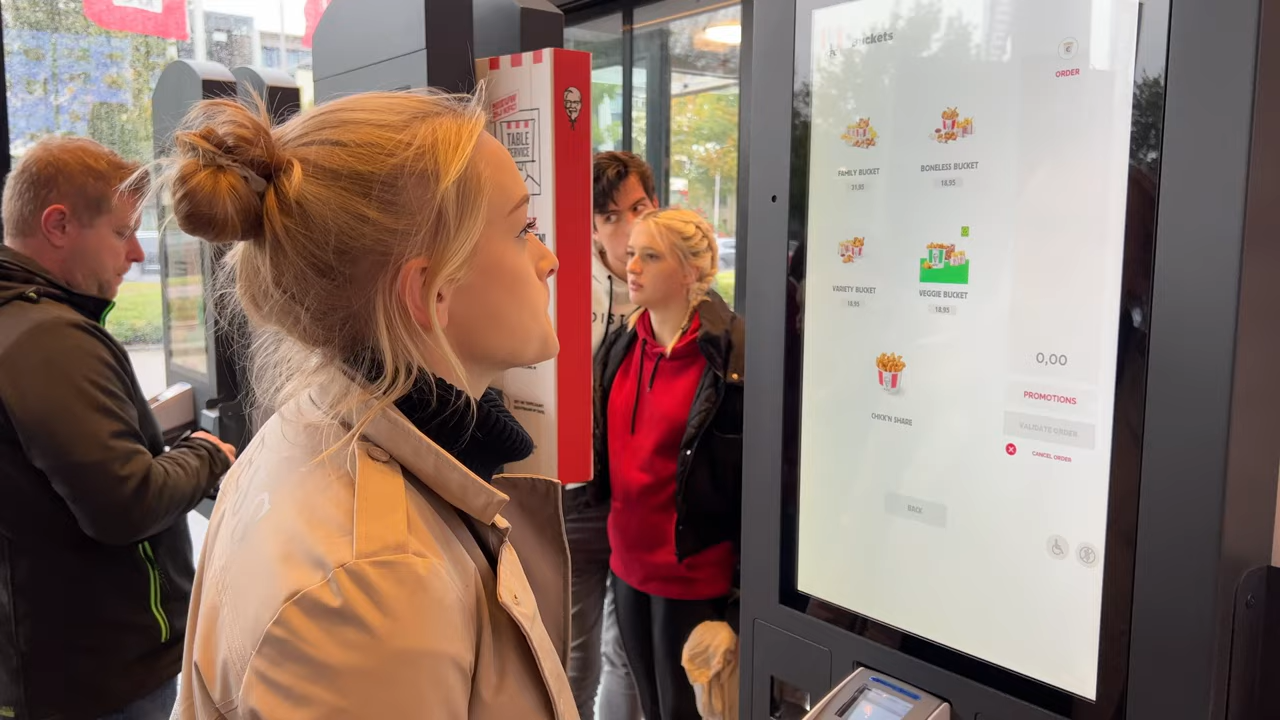 TABLE
SERVICE
DIST
ORDER
FAMILY BUCKET
BONELESS BUCKET
18,95
VARIETY BUCKET
18,95
VEGGIE BUCKET
18,95
CHICK'N SHARE
0,00
PROMOTIONS
VALIDATE ORDER
CANCEL ORDER
BACK